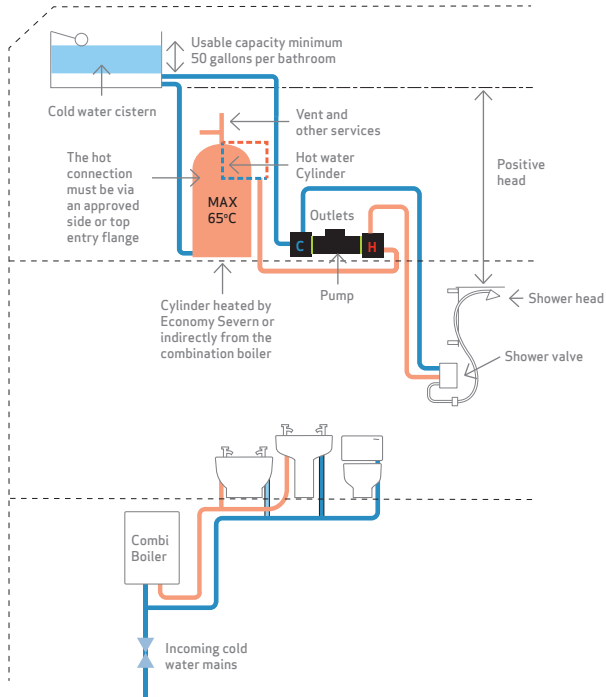 Usable capacity minimum
50 gallons per bathroom
Cold water cistern
Vent and
other services
The hot
connection
must be via
an approved
side or top
entry flange
Hot water
Cylinder
MAX
65ºC
Positive
head
Outlets
C
H
Pump
Shower head
Cylinder heated by
Economy Severn or
indirectly from the
combination boiler
Shower valve
Combi
Boiler
Incoming cold
water mains